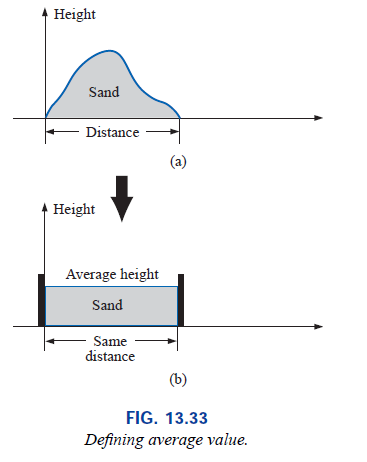 Height
Sand
Distance
(a)
Height
Average height
Sand
Same
distance
(b)
FIG. 13.33
Defining average value.